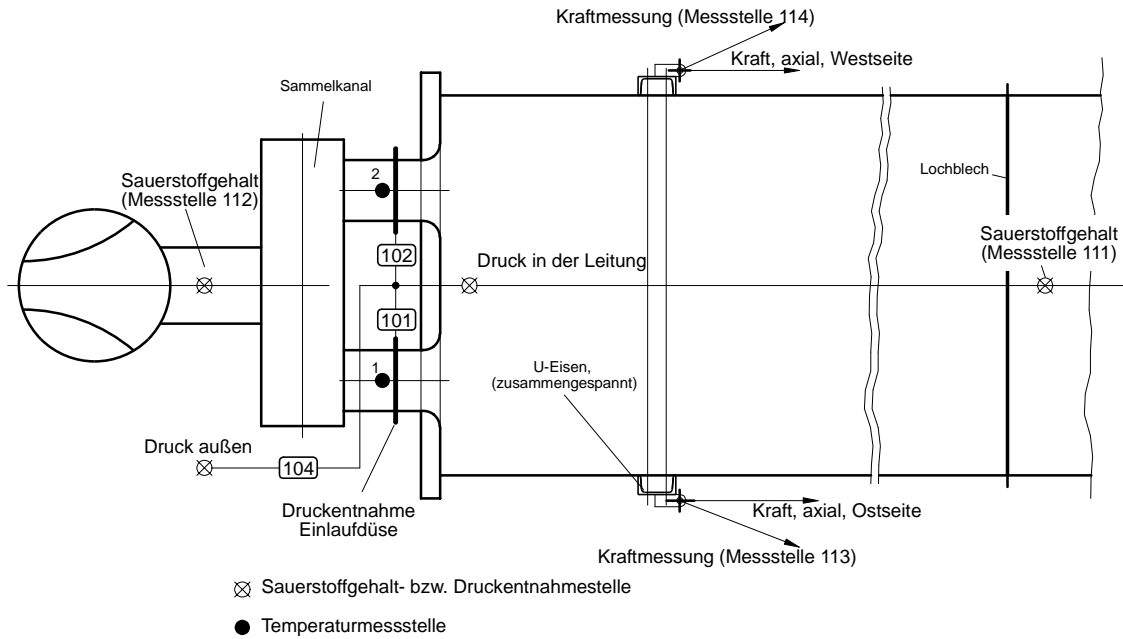 Kraftmessung (Messstelle 114)
Kraft, axial, Westseite
Sammelkanal
Lochblech
2
Sauerstoffgehalt
(Messstelle 112)
Sauerstoffgehalt
(Messstelle 111)
102
Druck in der Leitung
101
1
U-Eisen,
(zusammengespannt)
Druck außen
104
Druckentnahme
Einlaufdüse
Kraft, axial, Ostseite
Kraftmessung (Messstelle 113)
Sauerstoffgehalt- bzw. Druckentnahmestelle
Temperaturmessstelle